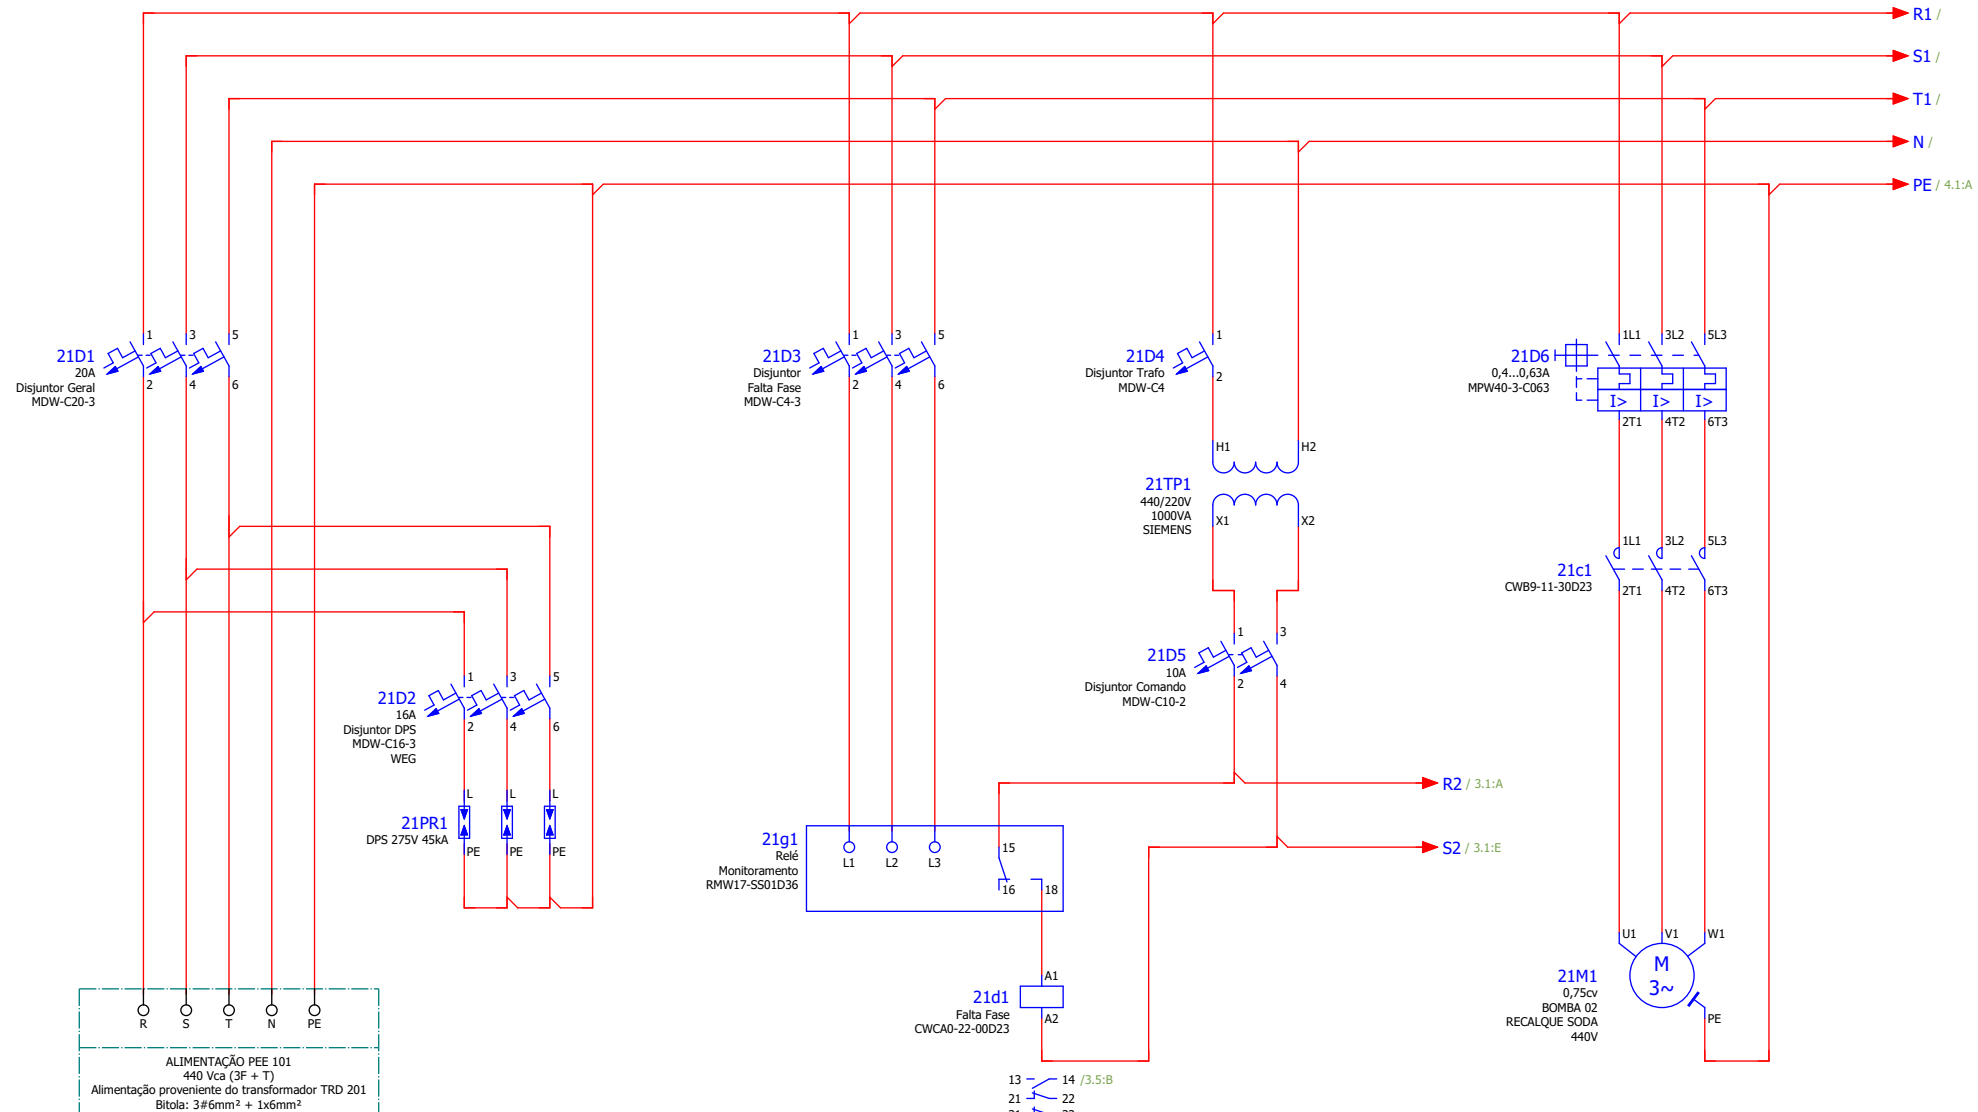 R1 /
S1 /
T1 /
N /
PE / 4.1:A
1 3 5
21D1
20A
Disjuntor Geral
MDW-C20-3
2 4 6
1 3 5
21D3
Disjuntor
Falta Fase
MDW-C4-3
2 4 6
1
21D4
Disjuntor Trafo
MDW-C4
2
1L1 3L2 5L3
21D6
0,4...0,63A
MPW40-3-C063
I> I> I>
2T1 4T2 6T3
H1 H2
21TP1
440/220V
1000VA
SIEMENS
X1 X2
1L1 3L2 5L3
21c1
CWB9-11-30D23
2T1 4T2 6T3
1 3
21D5
10A
Disjuntor Comando
MDW-C10-2
2 4
1 3 5
21D2
16A
Disjuntor DPS
MDW-C16-3
WEG
2 4 6
R2 / 3.1:A
S2 / 3.1:E
L L L
21PR1
DPS 275V 45kA
PE PE PE
21g1
Relé
Monitoramento
RMW17-SS01D36
L1 L2 L3
15
16 18
U1 V1 W1
M
3~
21M1
0,75cv
BOMBA 02
RECALQUE SODA
440V
PE
A1
21d1
Falta Fase
CWCA0-22-00D23
A2
13 14 /3.5:B
21 22
R S T N PE
ALIMENTAÇÃO PEE 101
440 Vca (3F + T)
Alimentação proveniente do transformador TRD 201
Bitola: 3#6mm² + 1x6mm²